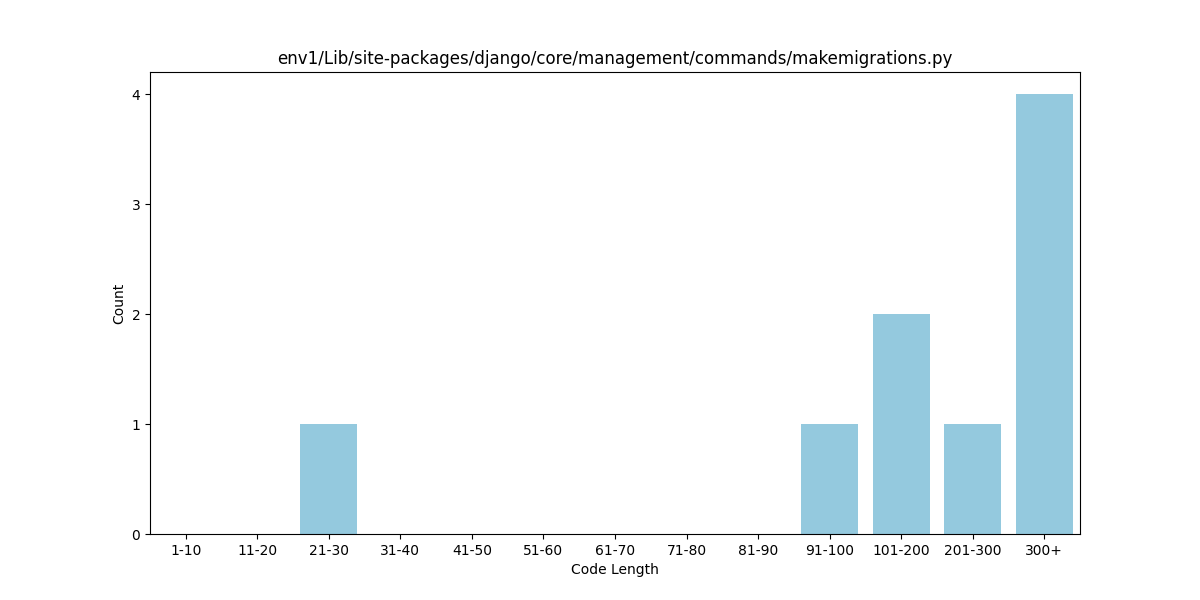 env1/Lib/site-packages/django/core/management/commands/makemigrations.py
4
3
2
1
0
Count
1-10 11-20 21-30 31-40 41-50 51-60 61-70 71-80 81-90 91-100 101-200 201-300 300+
Code Length